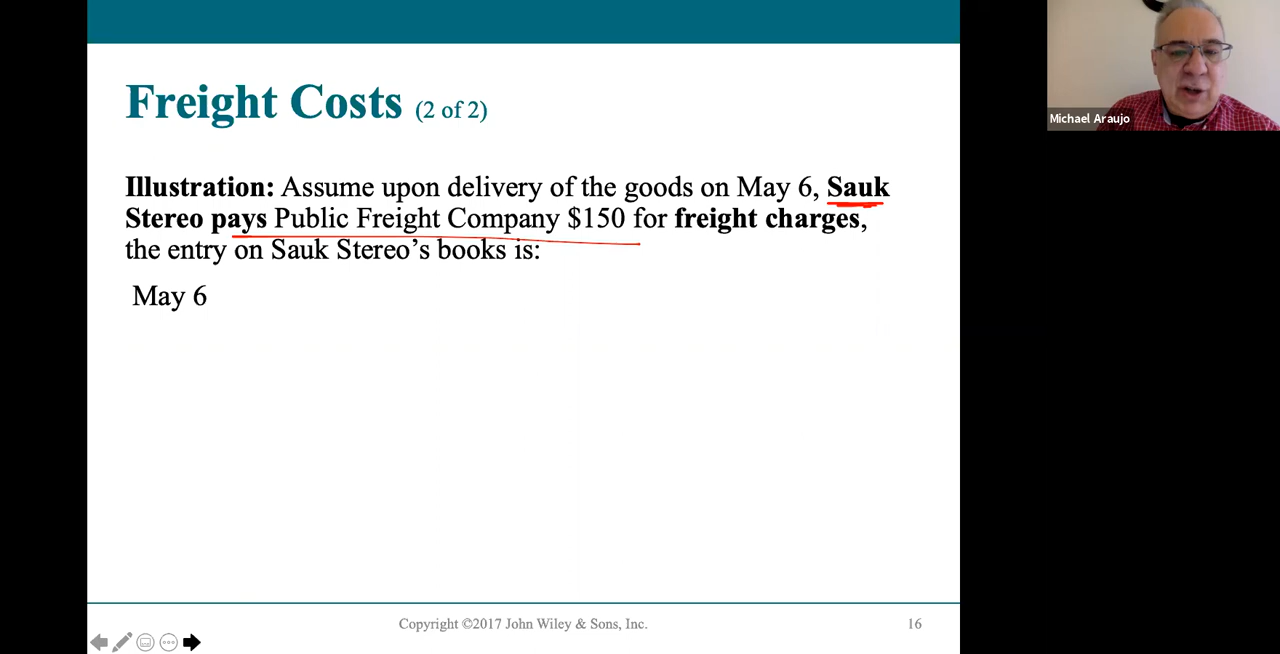 Freight Costs (2 of 2)
Illustration: Assume upon delivery of the goods on May 6, Sauk
Stereo pays Public Freight Company $150 for freight charges,
the entry on Sauk Stereo’s books is:
May 6
Copyright ©2017 John Wiley & Sons, Inc.
16
Michael Araujo